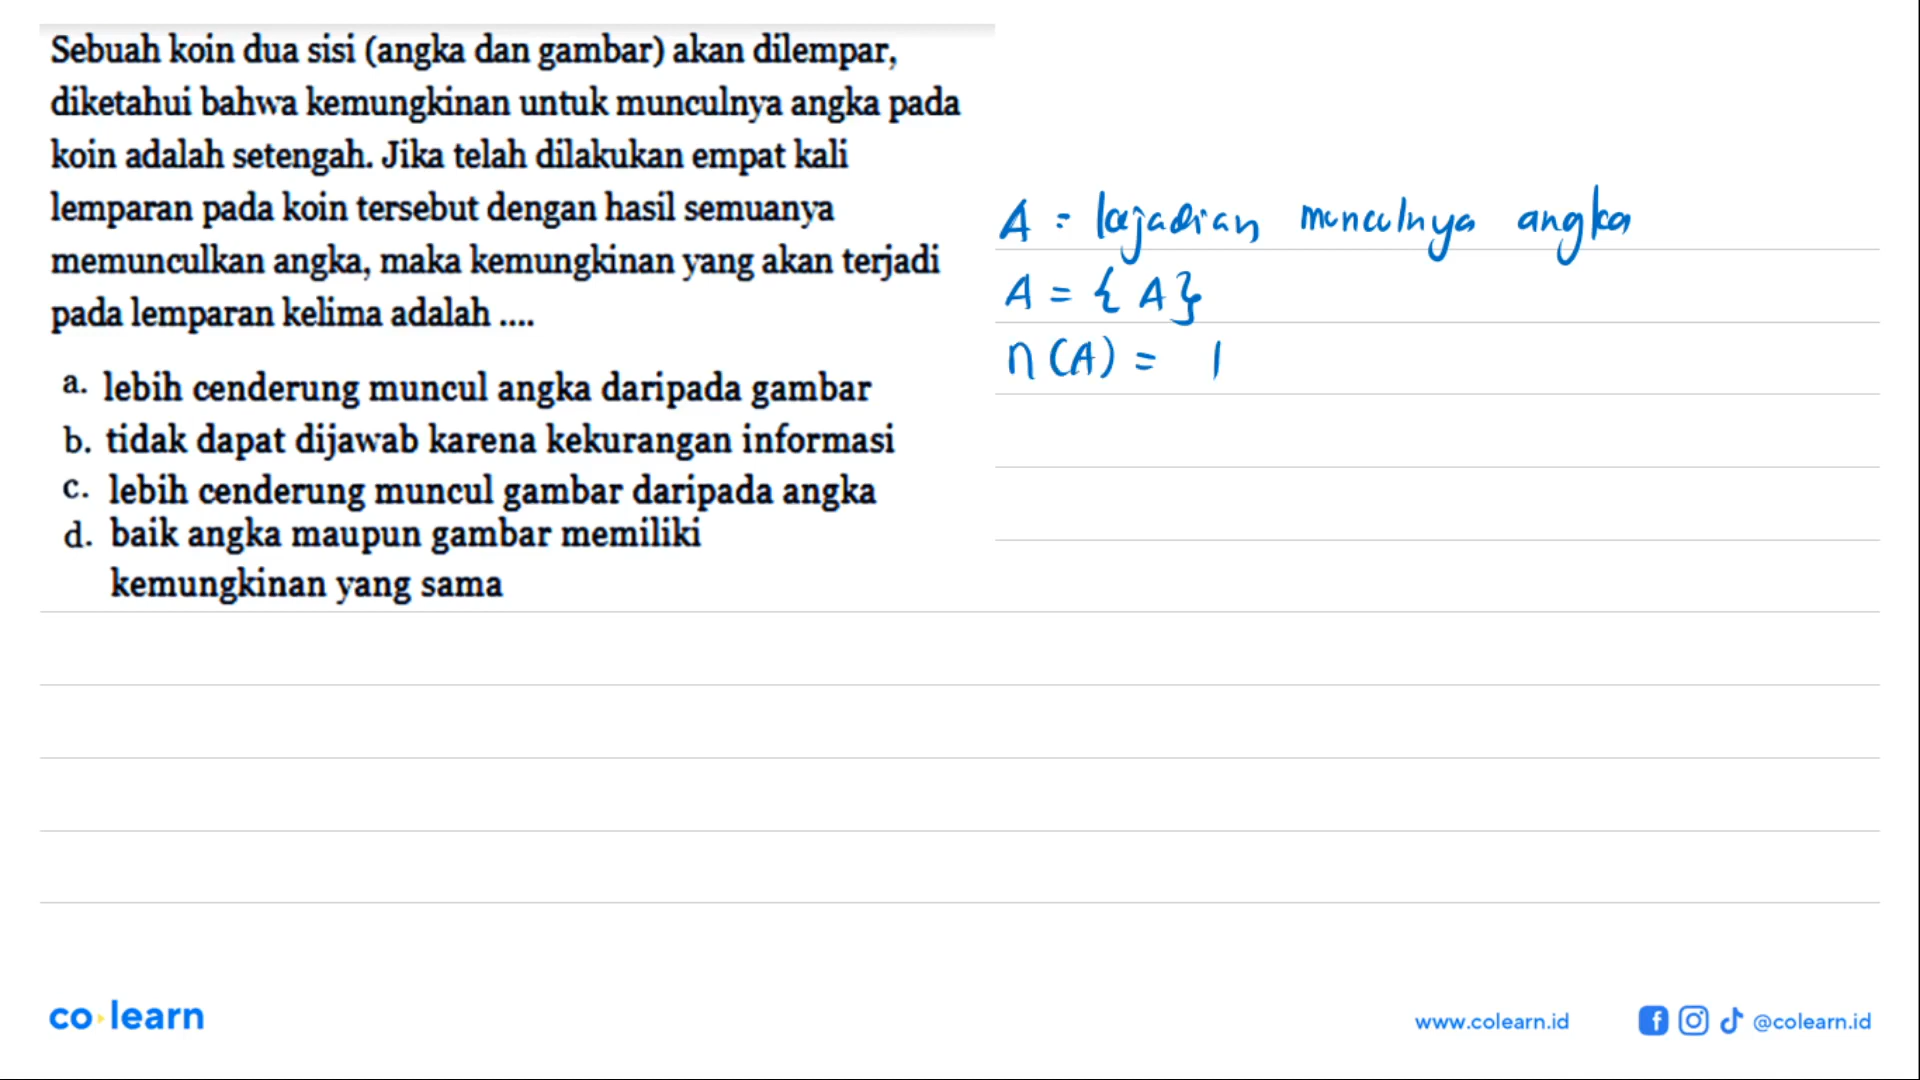 Sebuah koin dua sisi (angka dan gambar) akan dilempar,
diketahui bahwa kemungkinan untuk munculnya angka pada
koin adalah setengah. Jika telah dilakukan empat kali
lemparan pada koin tersebut dengan hasil semuanya
memunculkan angka, maka kemungkinan yang akan terjadi
pada lemparan kelima adalah ....
a. lebih cenderung muncul angka daripada gambar
b. tidak dapat dijawab karena kekurangan informasi
c. lebih cenderung muncul gambar daripada angka
d. baik angka maupun gambar memiliki
kemungkinan yang sama
A = kejadian munculnya angka
A = { A }
n (A) = 1
co learn
www.colearn.id
@colearn.id